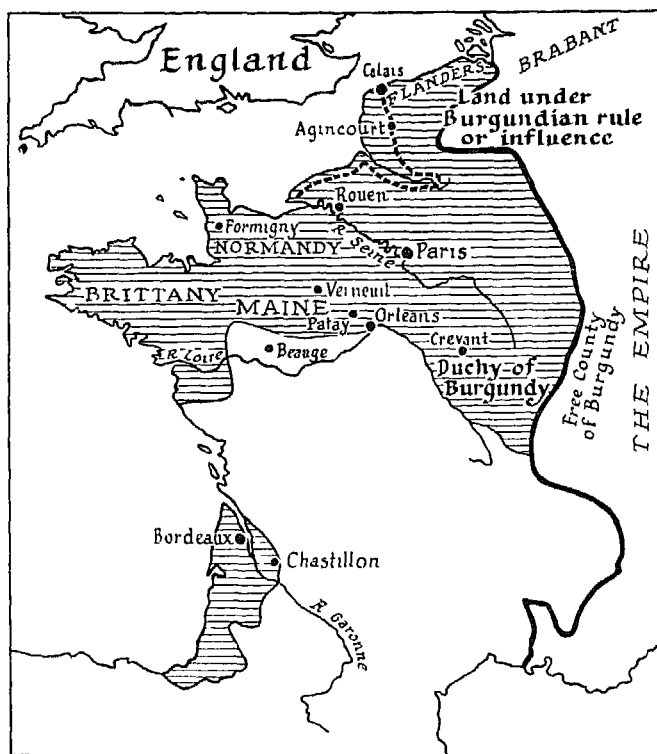 England
BRABANT
Calais
FLANDERS
Land under
Burgundian rule
or influence
Agincourt
Rouen
Formigny
NORMANDY
R. Seine
Paris
BRITTANY
MAINE
Verneuil
Patay
Orleans
Crevant
R. Loire
Beauge
Duchy of
Burgundy
Free County
of Burgundy
THE EMPIRE
Bordeaux
Chastillon
R. Garonne